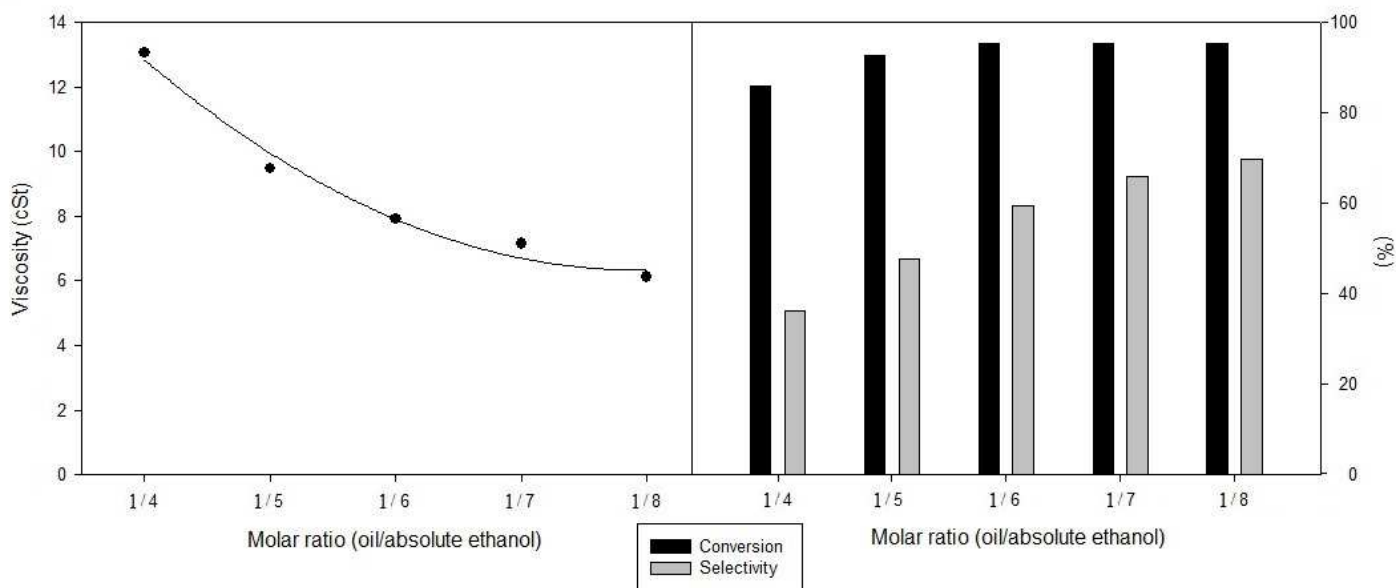 14
12
10
8
6
4
2
0
Viscosity (cSt)
1/4 1/5 1/6 1/7 1/8
Molar ratio (oil/absolute ethanol)
100
80
60
40
20
0
(%)
1/4 1/5 1/6 1/7 1/8
Molar ratio (oil/absolute ethanol)
Conversion
Selectivity